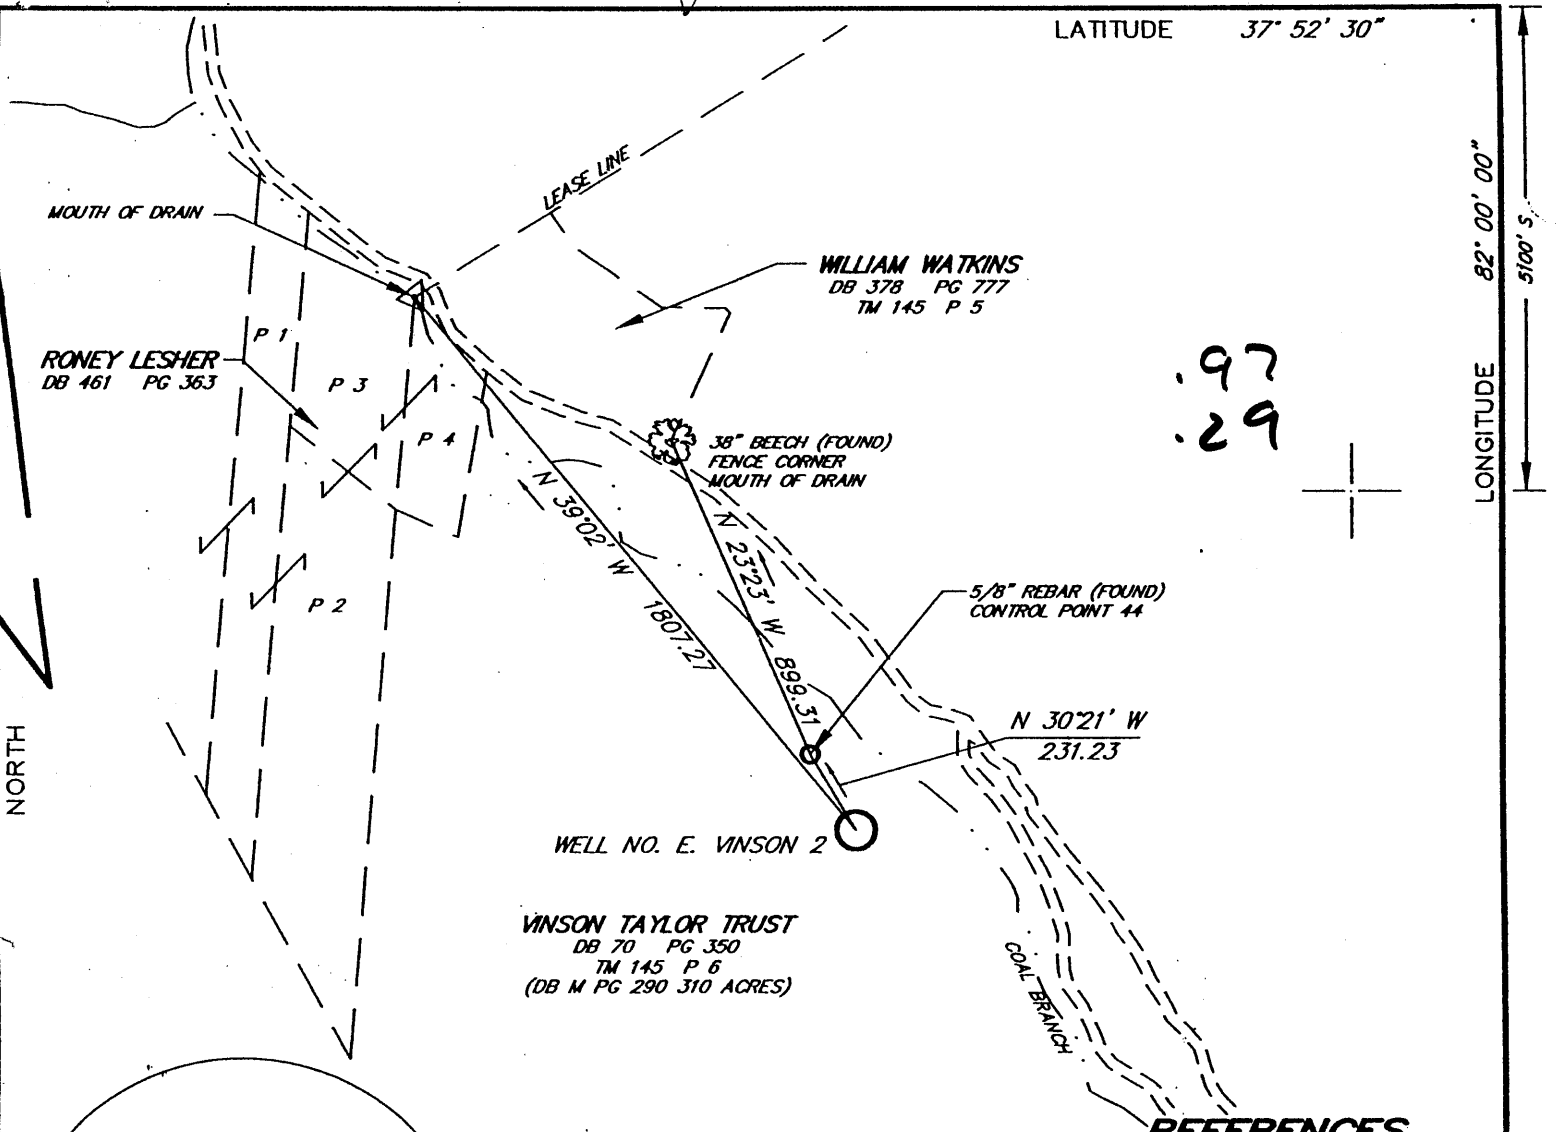 LATITUDE 37° 52' 30"
LEASE LINE
MOUTH OF DRAIN
LONGITUDE 82° 00' 00"
5100' S.
WILLIAM WATKINS
DB 378 PG 777
TM 145 P 5
P 1
RONEY LESHER
DB 461 PG 363
P 3
P 4
.97
.29
38" BEECH (FOUND)
FENCE CORNER
MOUTH OF DRAIN
N 39°02' W 1807.27
N 23°23' W 899.31
P 2
5/8" REBAR (FOUND)
CONTROL POINT 44
N 30°21' W
231.23
NORTH
WELL NO. E. VINSON 2
VINSON TAYLOR TRUST
DB 70 PG 350
TM 145 P 6
(DB M PG 290 310 ACRES)
COAL BRANCH
REFERENCES